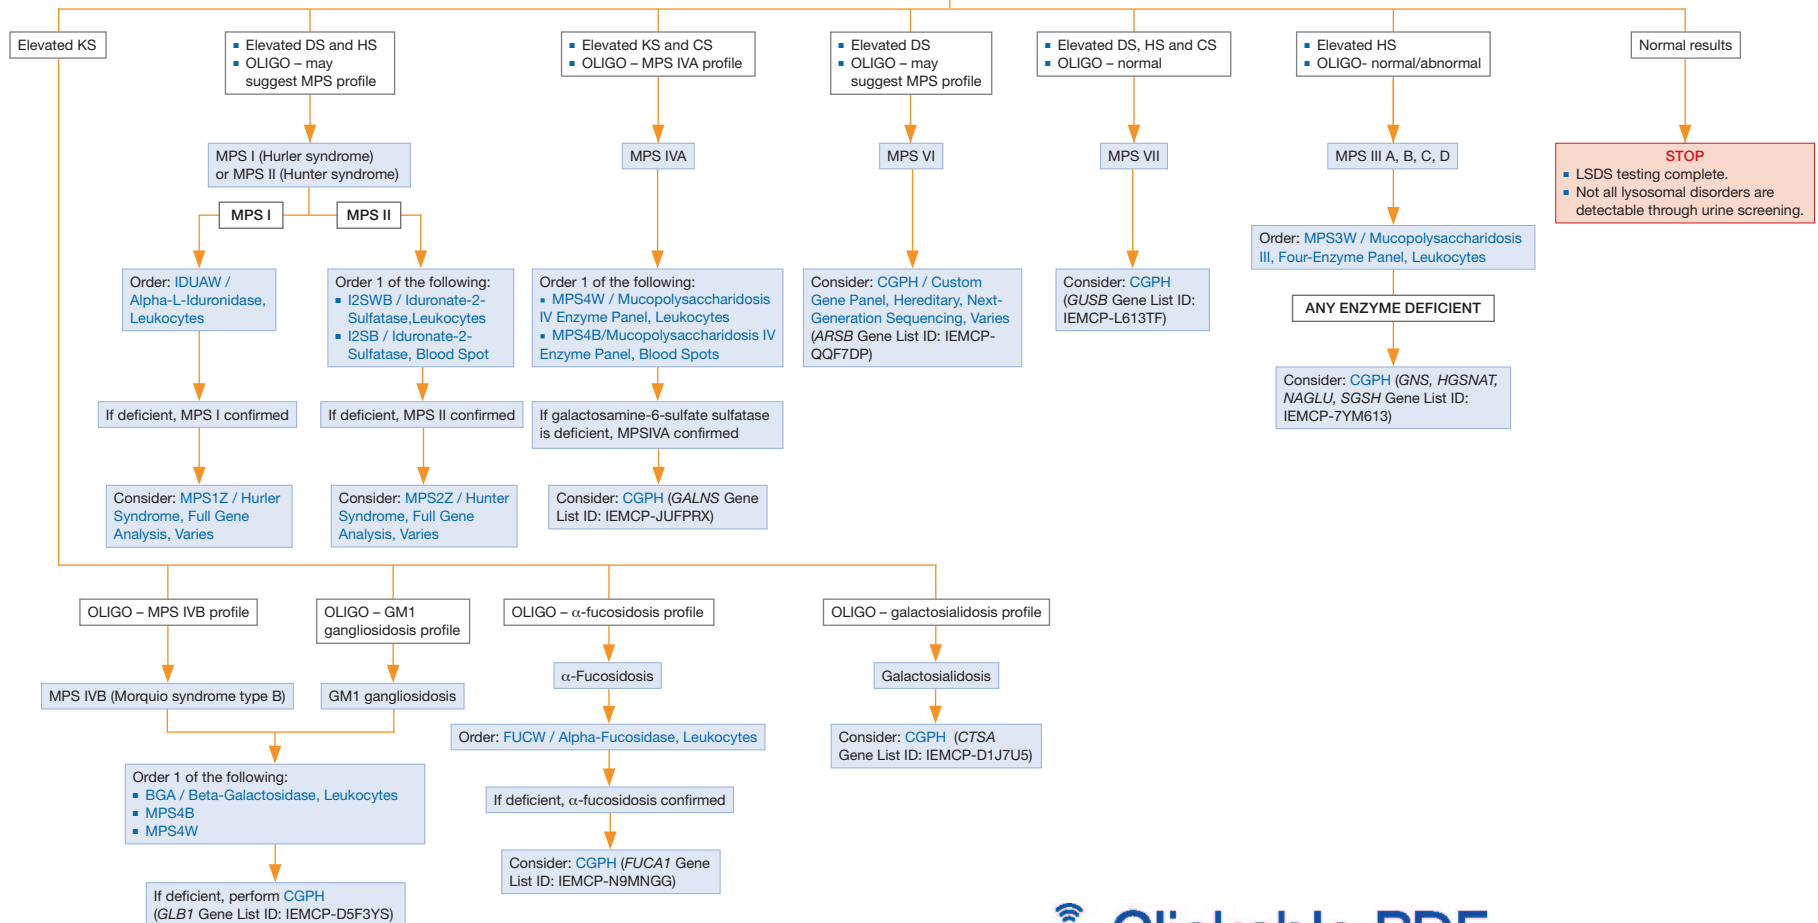 Elevated KS
▪ Elevated DS and HS
▪ OLIGO – may
suggest MPS profile
▪ Elevated KS and CS
▪ OLIGO – MPS IVA profile
▪ Elevated DS
▪ OLIGO – may
suggest MPS profile
▪ Elevated DS, HS and CS
▪ OLIGO – normal
▪ Elevated HS
▪ OLIGO- normal/abnormal
Normal results
MPS I (Hurler syndrome)
or MPS II (Hunter syndrome)
MPS IVA
MPS VI
MPS VII
MPS III A, B, C, D
STOP
▪ LSDS testing complete.
▪ Not all lysosomal disorders are
detectable through urine screening.
MPS I
MPS II
Order: IDUAW /
Alpha-L-Iduronidase,
Leukocytes
Order 1 of the following:
▪ I2SWB / Iduronate-2-
Sulfatase,Leukocytes
▪ I2SB / Iduronate-2-
Sulfatase, Blood Spot
Order 1 of the following:
▪ MPS4W / Mucopolysaccharidosis
IV Enzyme Panel, Leukocytes
▪ MPS4B/Mucopolysaccharidosis IV
Enzyme Panel, Blood Spots
Consider: CGPH / Custom
Gene Panel, Hereditary, Next-
Generation Sequencing, Varies
(ARSB Gene List ID: IEMCP-
QQF7DP)
Consider: CGPH
(GUSB Gene List ID:
IEMCP-L613TF)
Order: MPS3W / Mucopolysaccharidosis
III, Four-Enzyme Panel, Leukocytes
ANY ENZYME DEFICIENT
Consider: CGPH (GNS, HGSNAT,
NAGLU, SGSH Gene List ID:
IEMCP-7YM613)
If deficient, MPS I confirmed
If deficient, MPS II confirmed
If galactosamine-6-sulfate sulfatase
is deficient, MPSIVA confirmed
Consider: MPS1Z / Hurler
Syndrome, Full Gene
Analysis, Varies
Consider: MPS2Z / Hunter
Syndrome, Full Gene
Analysis, Varies
Consider: CGPH (GALNS Gene
List ID: IEMCP-JUFPRX)
OLIGO – MPS IVB profile
OLIGO – GM1
gangliosidosis profile
OLIGO – α-fucosidosis profile
OLIGO – galactosialidosis profile
MPS IVB (Morquio syndrome type B)
GM1 gangliosidosis
α-Fucosidosis
Galactosialidosis
Order: FUCW / Alpha-Fucosidase, Leukocytes
Consider: CGPH (CTSA
Gene List ID: IEMCP-D1J7U5)
Order 1 of the following:
▪ BGA / Beta-Galactosidase, Leukocytes
▪ MPS4B
▪ MPS4W
If deficient, α-fucosidosis confirmed
Consider: CGPH (FUCA1 Gene
List ID: IEMCP-N9MNGG)
If deficient, perform CGPH
(GLB1 Gene List ID: IEMCP-D5F3YS)
Clickable PDF